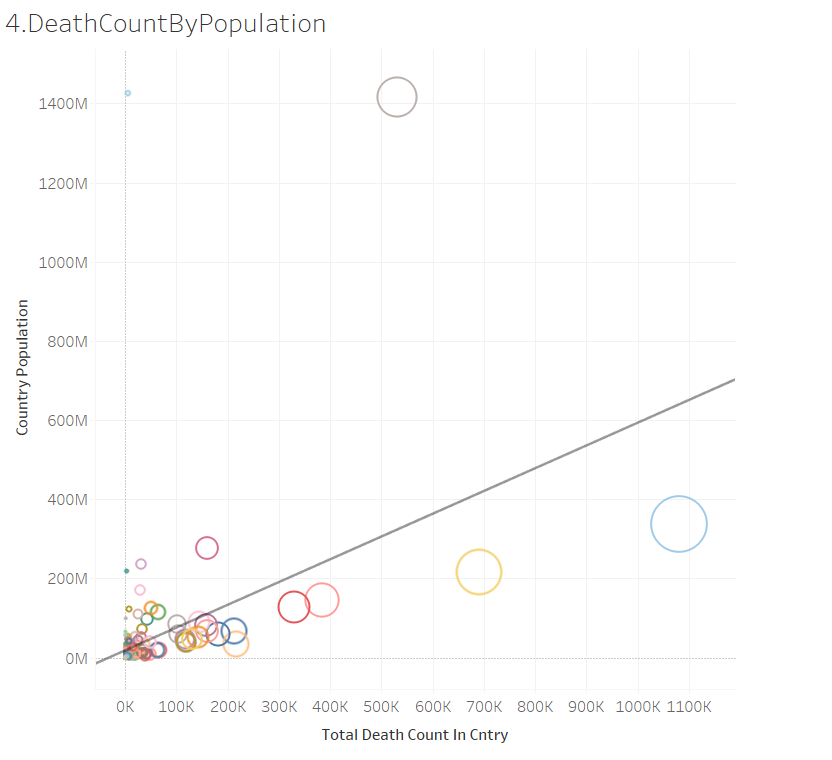 4.DeathCountByPopulation
1400M
1200M
1000M
800M
600M
400M
200M
0M
Country Population
0K 100K 200K 300K 400K 500K 600K 700K 800K 900K 1000K 1100K
Total Death Count In Cntry